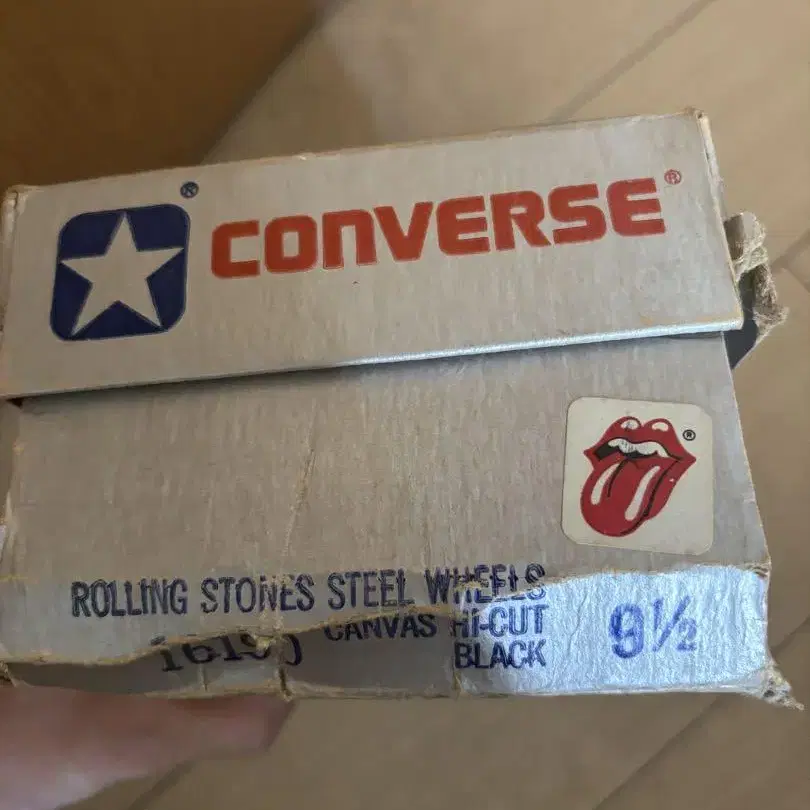 ® CONVERSE®
®
ROLLING STONES STEEL WHEELS
CANVAS HI-CUT 9½
BLACK